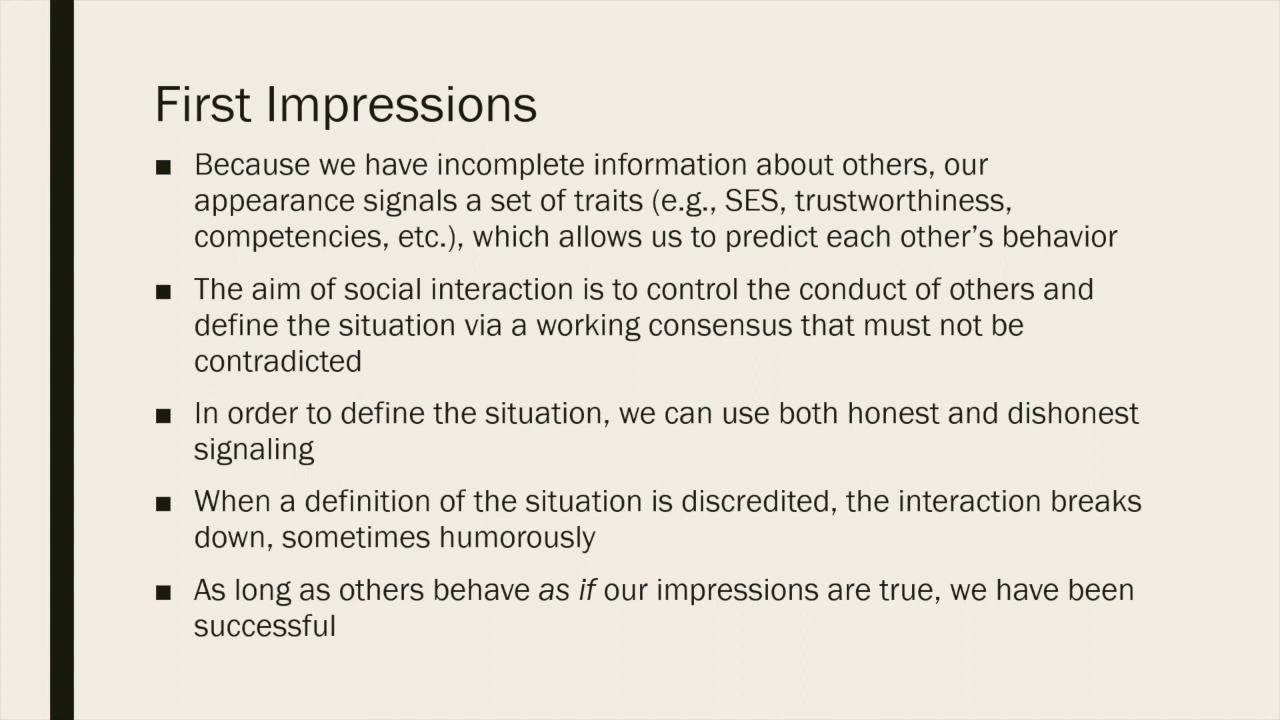 First Impressions
■ Because we have incomplete information about others, our
appearance signals a set of traits (e.g., SES, trustworthiness,
competencies, etc.), which allows us to predict each other’s behavior
■ The aim of social interaction is to control the conduct of others and
define the situation via a working consensus that must not be
contradicted
■ In order to define the situation, we can use both honest and dishonest
signaling
■ When a definition of the situation is discredited, the interaction breaks
down, sometimes humorously
■ As long as others behave as if our impressions are true, we have been
successful